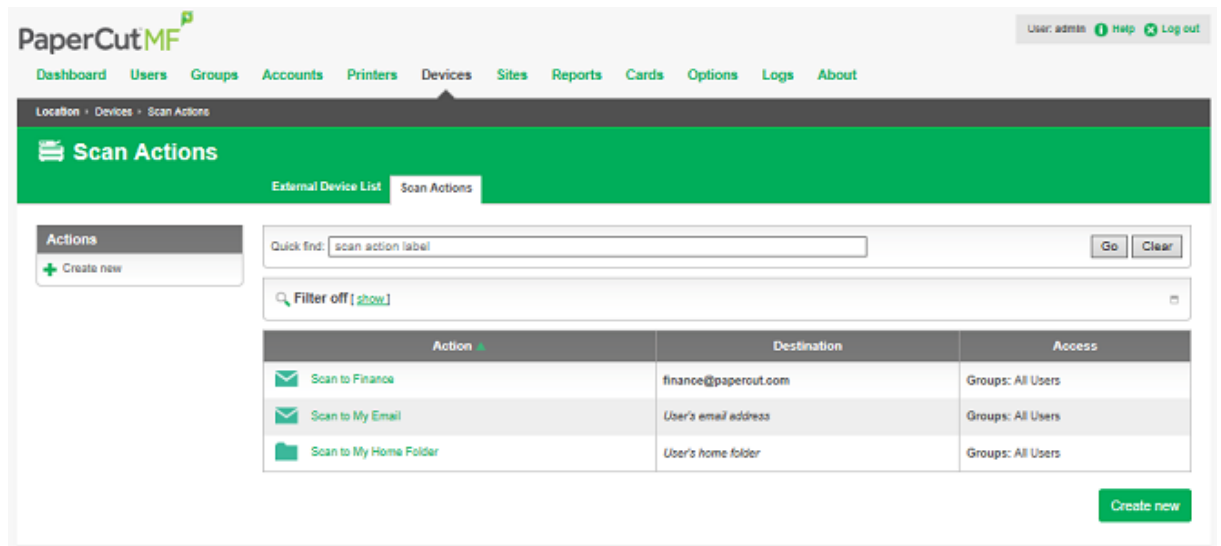 PaperCut MF
User: admin Help Log out
Dashboard Users Groups Accounts Printers Devices Sites Reports Cards Options Logs About
Location › Devices › Scan Actions
Scan Actions
External Device List Scan Actions
Actions
Create new
Quick find: scan action label Go Clear
Filter off [ show ]
Action Destination Access
Scan to Finance finance@papercut.com Groups: All Users
Scan to My Email User's email address Groups: All Users
Scan to My Home Folder User's home folder Groups: All Users
Create new